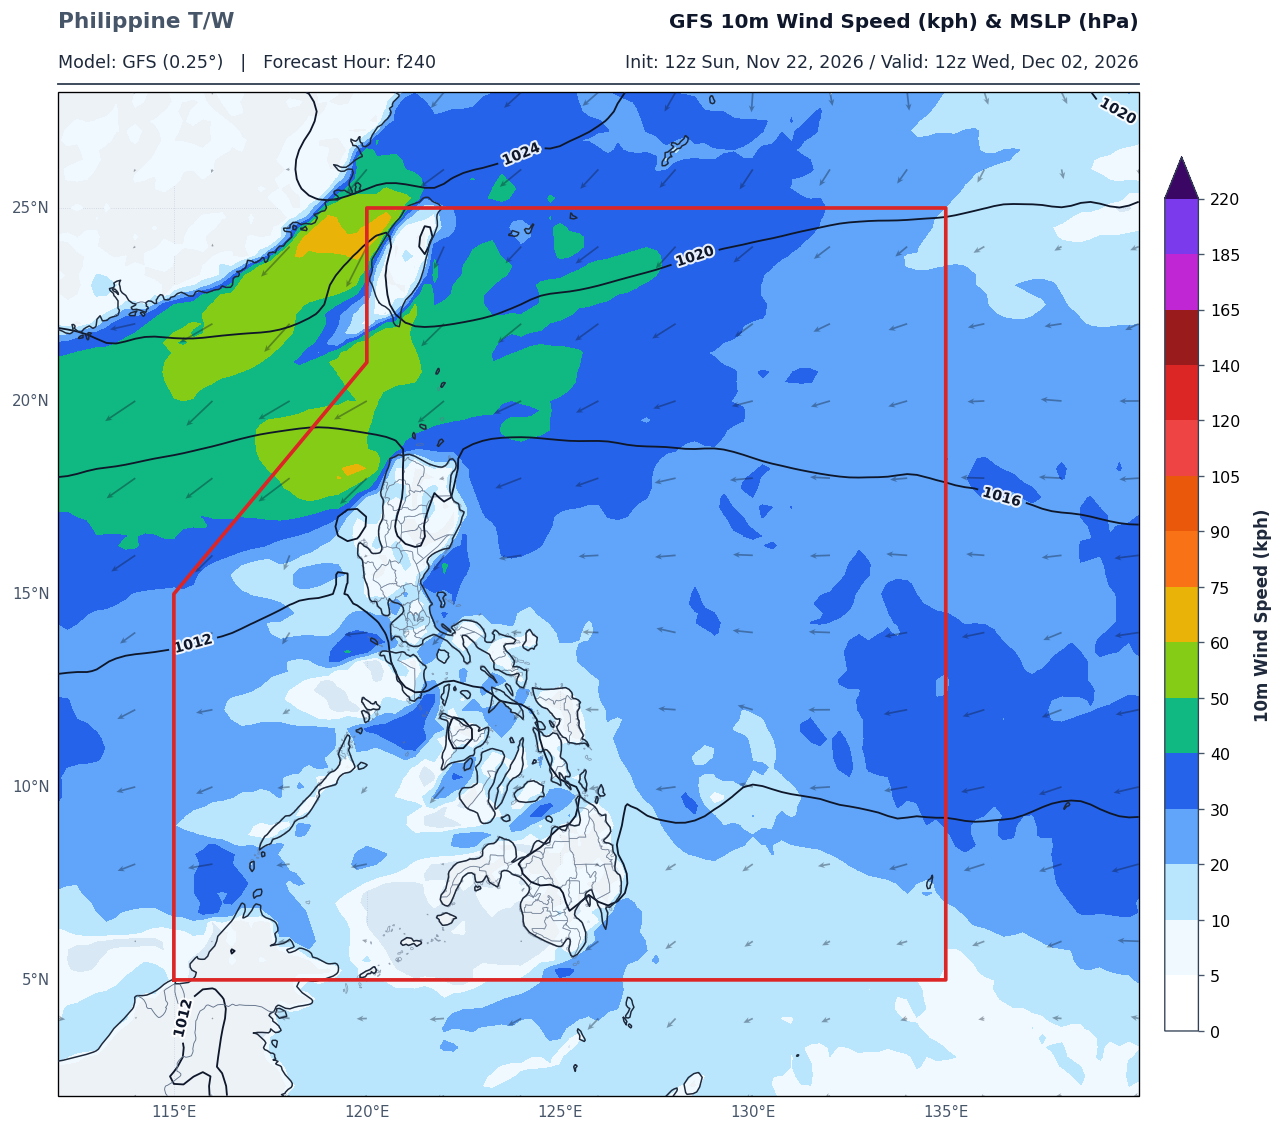 Philippine T/W
GFS 10m Wind Speed (kph) & MSLP (hPa)
Model: GFS (0.25°) | Forecast Hour: f240
Init: 12z Sun, Nov 22, 2026 / Valid: 12z Wed, Dec 02, 2026
1020
1024
1020
1016
1012
1012
25°N
20°N
15°N
10°N
5°N
115°E
120°E
125°E
130°E
135°E
220
185
165
140
120
105
90
75
60
50
40
30
20
10
5
0
10m Wind Speed (kph)